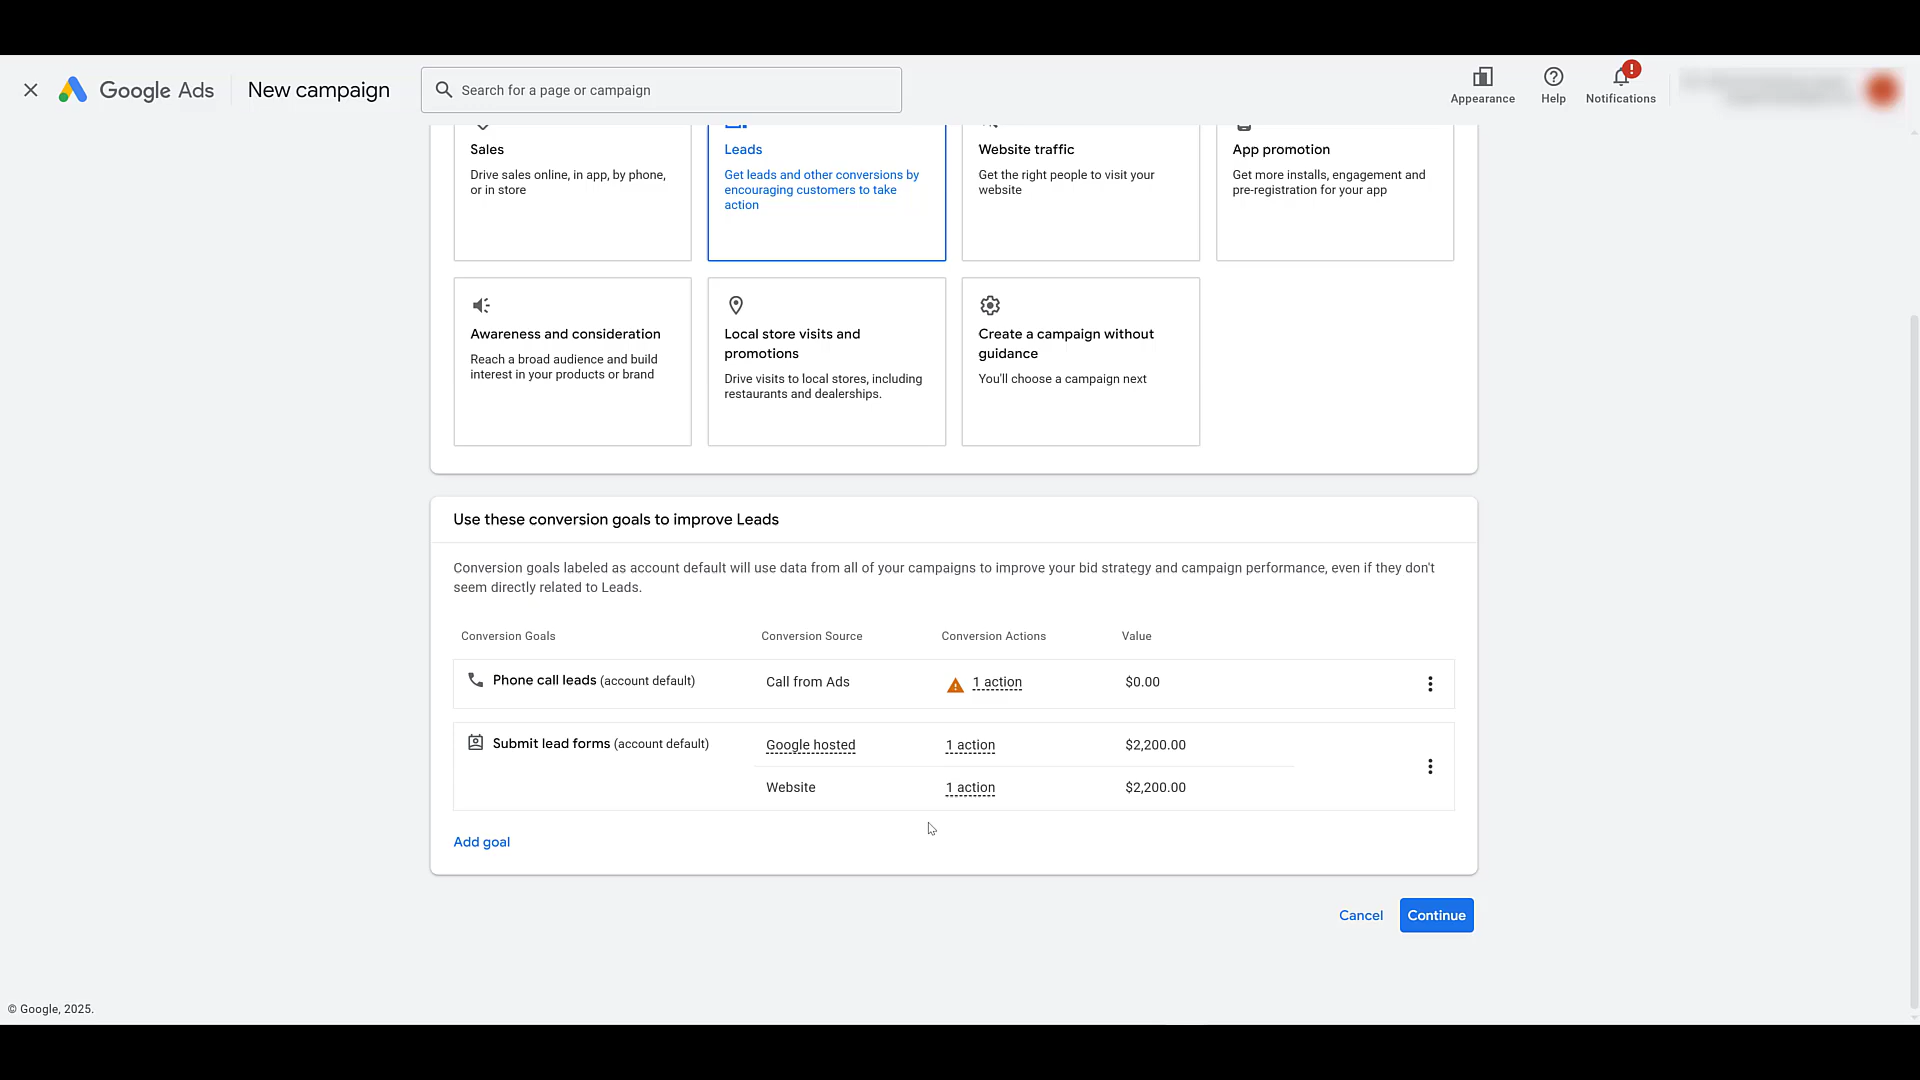 Google Ads
New campaign
Search for a page or campaign
Appearance
Help
!
Notifications
Sales
Drive sales online, in app, by phone,
or in store
Leads
Get leads and other conversions by
encouraging customers to take
action
Website traffic
Get the right people to visit your
website
App promotion
Get more installs, engagement and
pre-registration for your app
Awareness and consideration
Reach a broad audience and build
interest in your products or brand
Local store visits and
promotions
Drive visits to local stores, including
restaurants and dealerships.
Create a campaign without
guidance
You'll choose a campaign next
Use these conversion goals to improve Leads
Conversion goals labeled as account default will use data from all of your campaigns to improve your bid strategy and campaign performance, even if they don't
seem directly related to Leads.
Conversion Goals Conversion Source Conversion Actions Value
Phone call leads (account default) Call from Ads 1 action $0.00
Submit lead forms (account default) Google hosted 1 action $2,200.00
Website 1 action $2,200.00
Add goal
Cancel Continue
© Google, 2025.